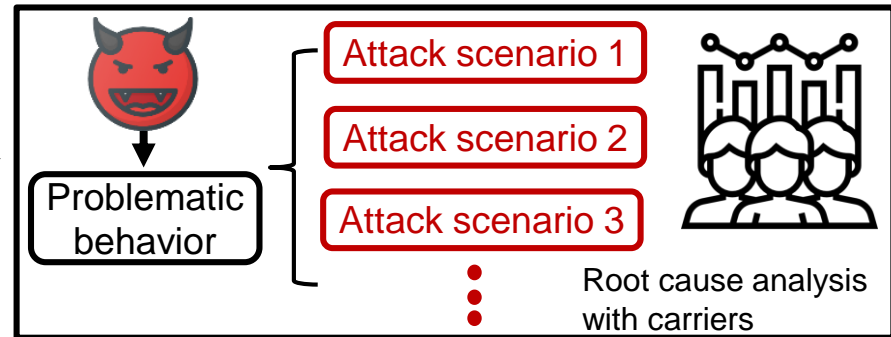 Attack scenario 1
Attack scenario 2
Problematic
behavior
Attack scenario 3
Root cause analysis
with carriers